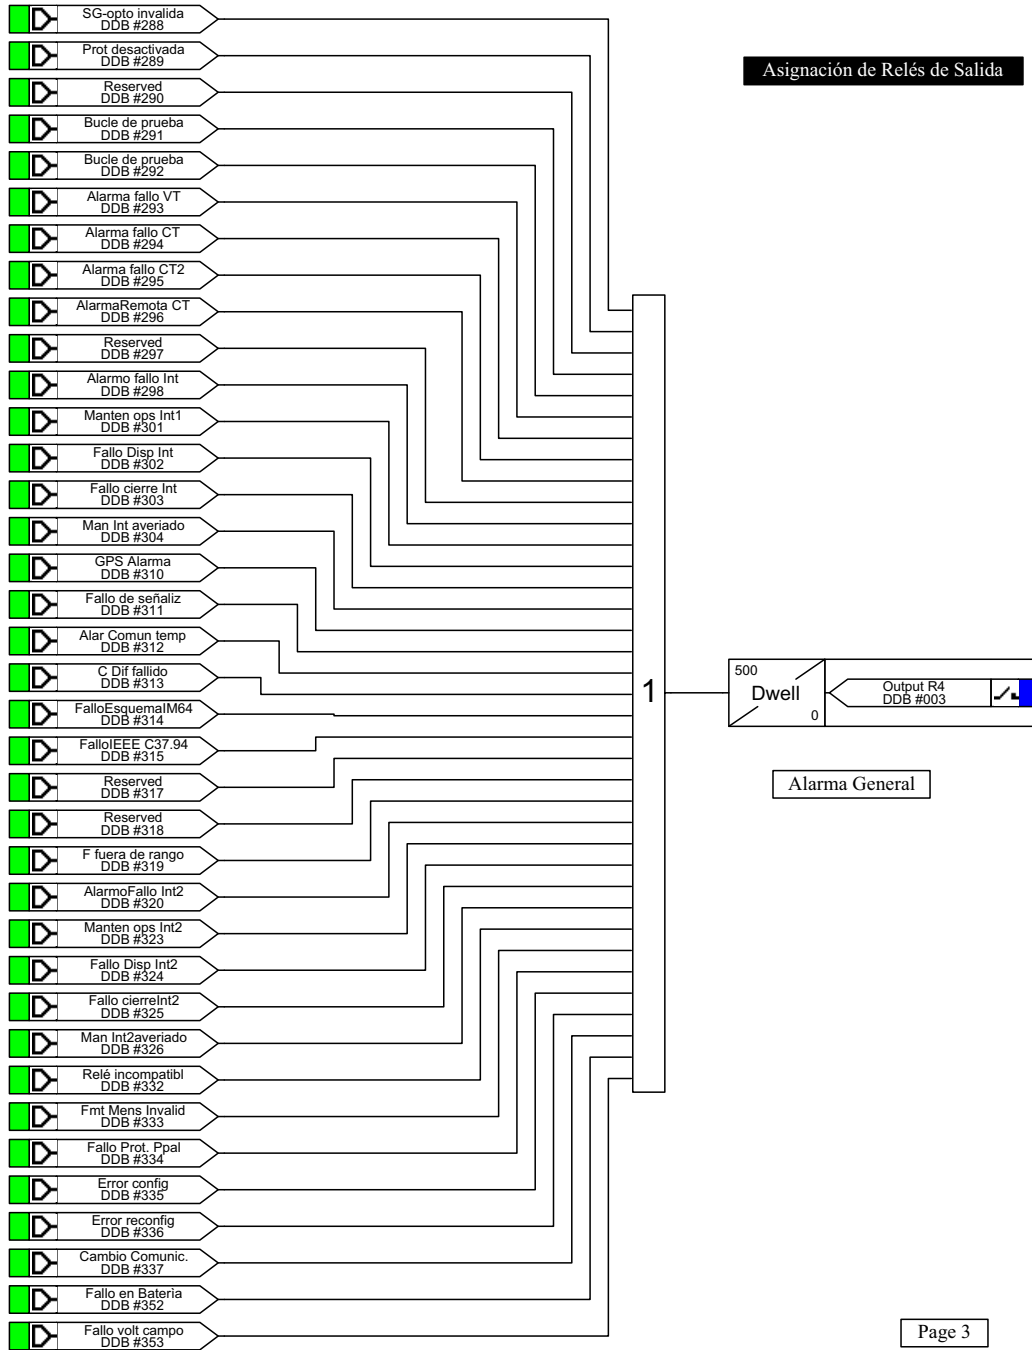 SG-opto invalida
DDB #288
Prot desactivada
DDB #289
Reserved
DDB #290
Bucle de prueba
DDB #291
Bucle de prueba
DDB #292
Alarma fallo VT
DDB #293
Alarma fallo CT
DDB #294
Alarma fallo CT2
DDB #295
AlarmaRemota CT
DDB #296
Reserved
DDB #297
Alarmo fallo Int
DDB #298
Manten ops Int1
DDB #301
Fallo Disp Int
DDB #302
Fallo cierre Int
DDB #303
Man Int averiado
DDB #304
GPS Alarma
DDB #310
Fallo de señaliz
DDB #311
Alar Comun temp
DDB #312
C Dif fallido
DDB #313
FalloEsquemaIM64
DDB #314
FalloIEEE C37.94
DDB #315
Reserved
DDB #317
Reserved
DDB #318
F fuera de rango
DDB #319
AlarmoFallo Int2
DDB #320
Manten ops Int2
DDB #323
Fallo Disp Int2
DDB #324
Fallo cierreInt2
DDB #325
Man Int2averiado
DDB #326
Relé incompatibl
DDB #332
Fmt Mens Invalid
DDB #333
Fallo Prot. Ppal
DDB #334
Error config
DDB #335
Error reconfig
DDB #336
Cambio Comunic.
DDB #337
Fallo en Baterìa
DDB #352
Fallo volt campo
DDB #353
Asignación de Relés de Salida
1
500
Dwell
0
Output R4
DDB #003
Alarma General
Page 3